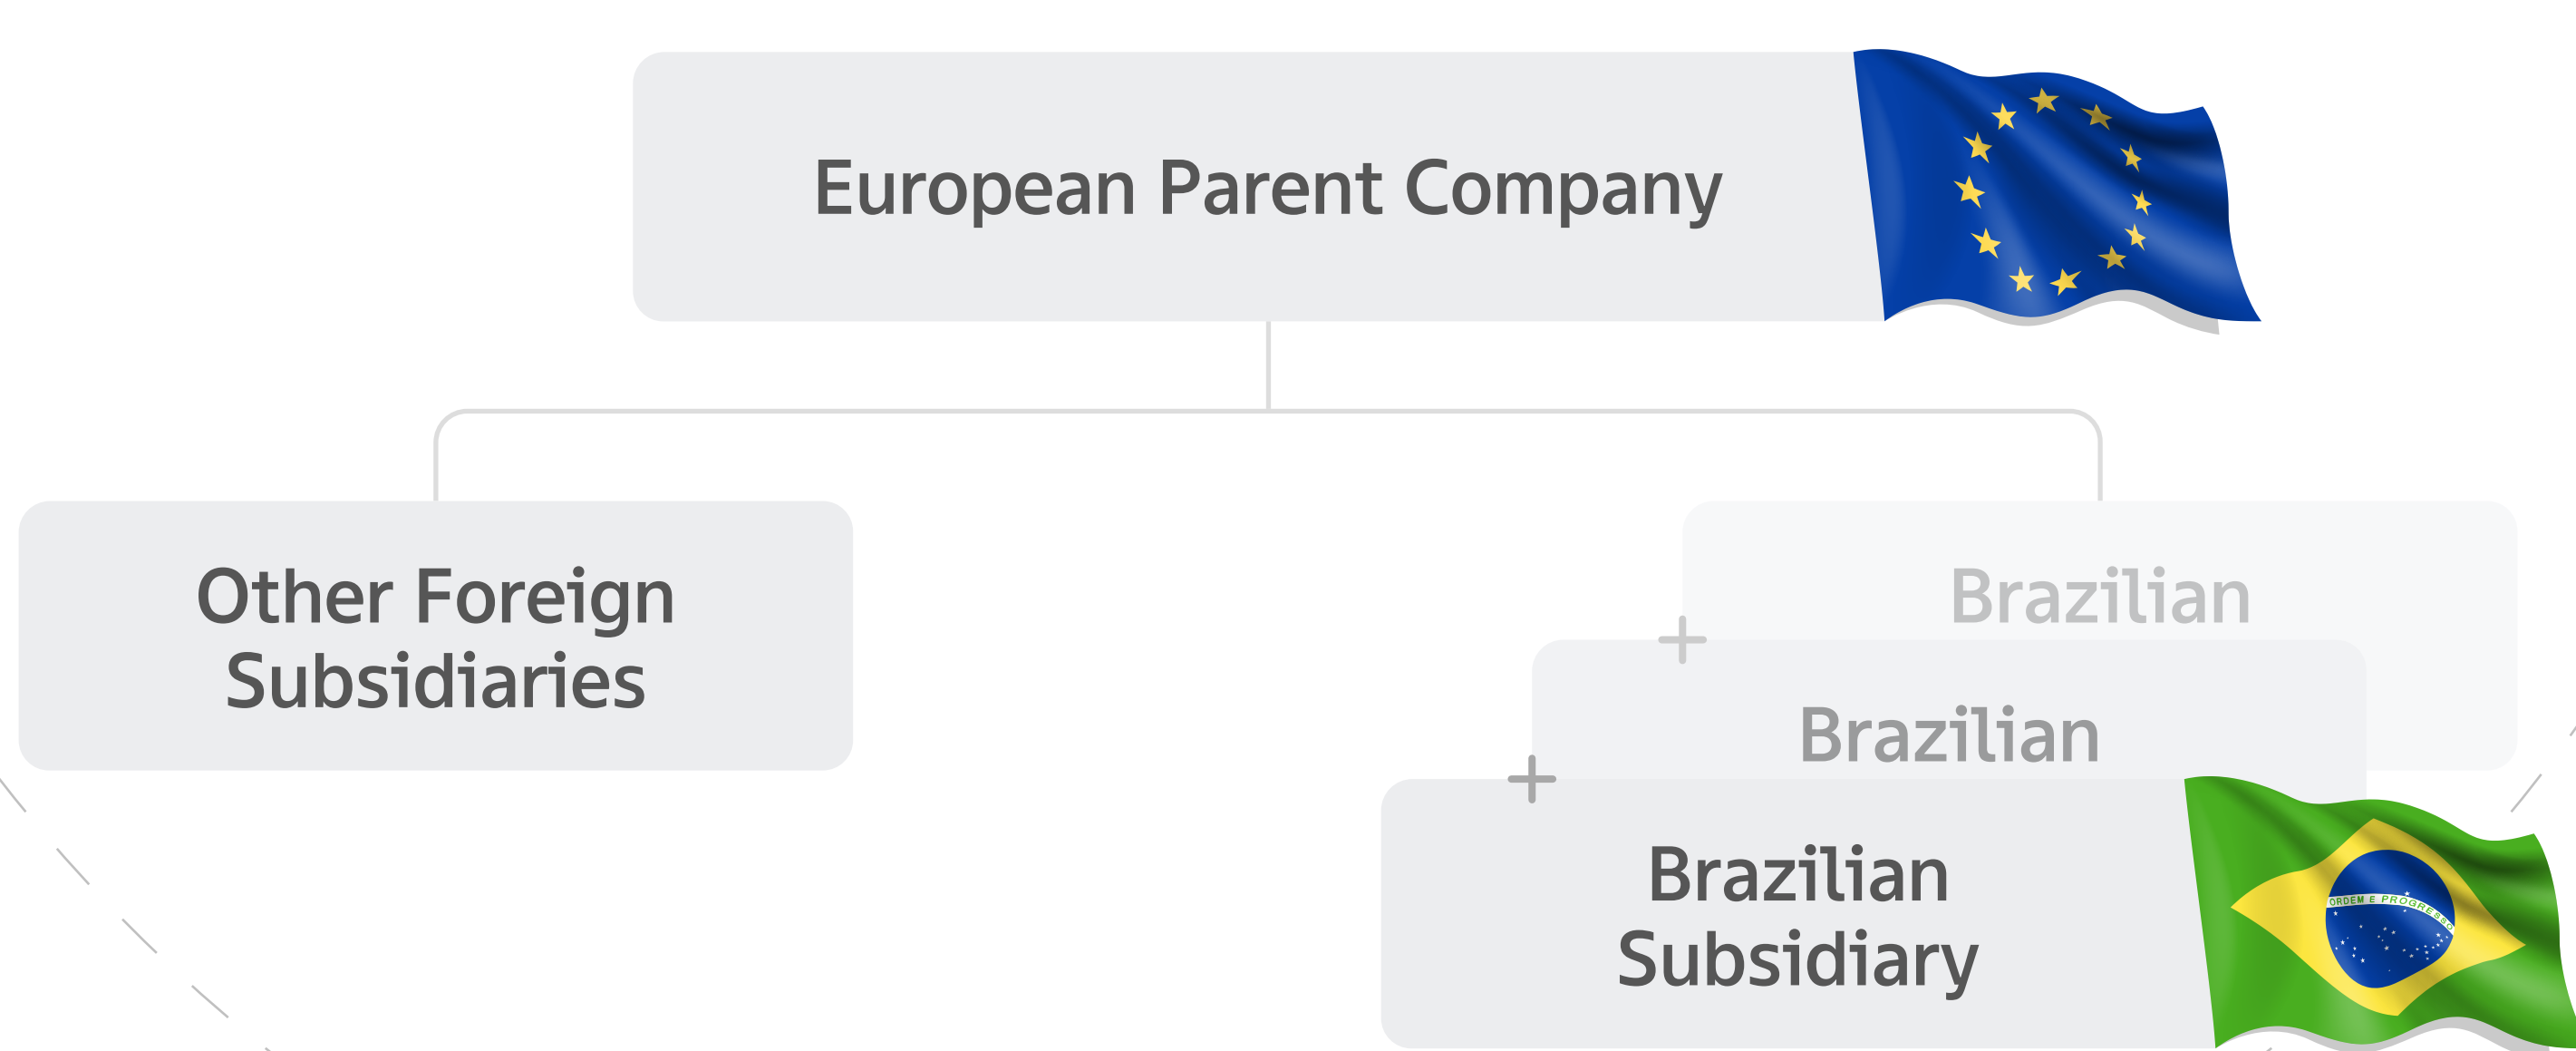 European Parent Company
Other Foreign
Subsidiaries
Brazilian
Brazilian
Brazilian
Subsidiary
ORDEM E PROGRESSO